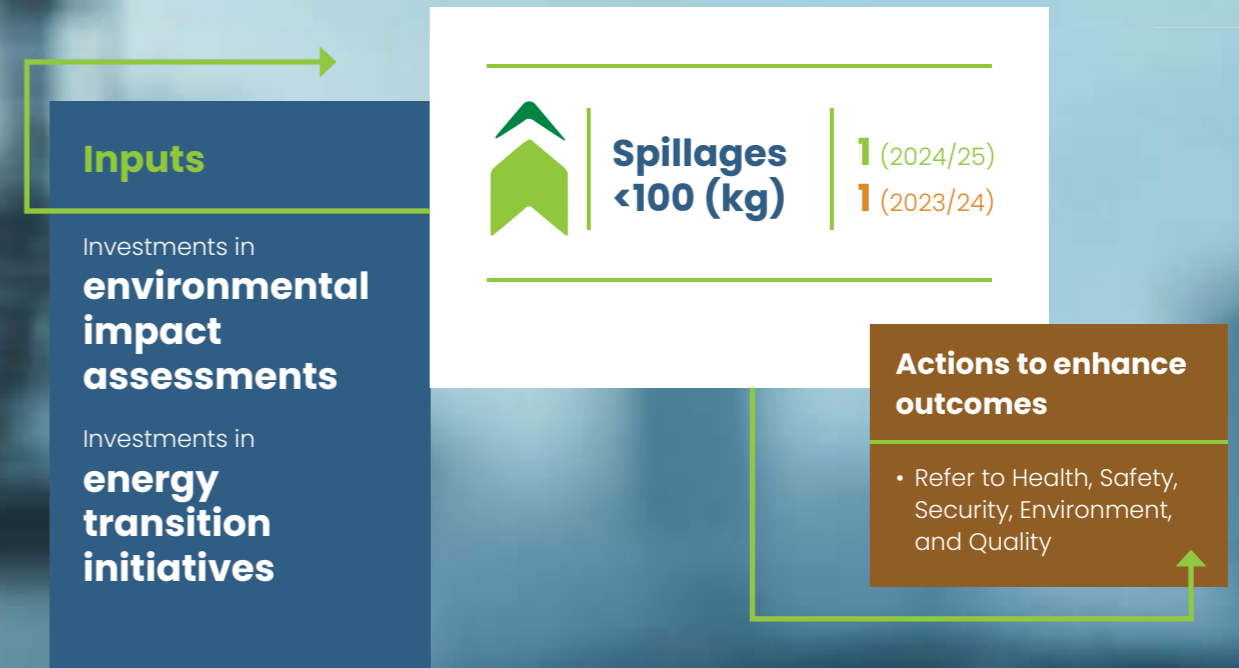 Inputs
Investments in
environmental
impact
assessments
Investments in
energy
transition
initiatives
Spillages
<100 (kg)
1 (2024/25)
1 (2023/24)
Actions to enhance
outcomes
• Refer to Health, Safety,
Security, Environment,
and Quality